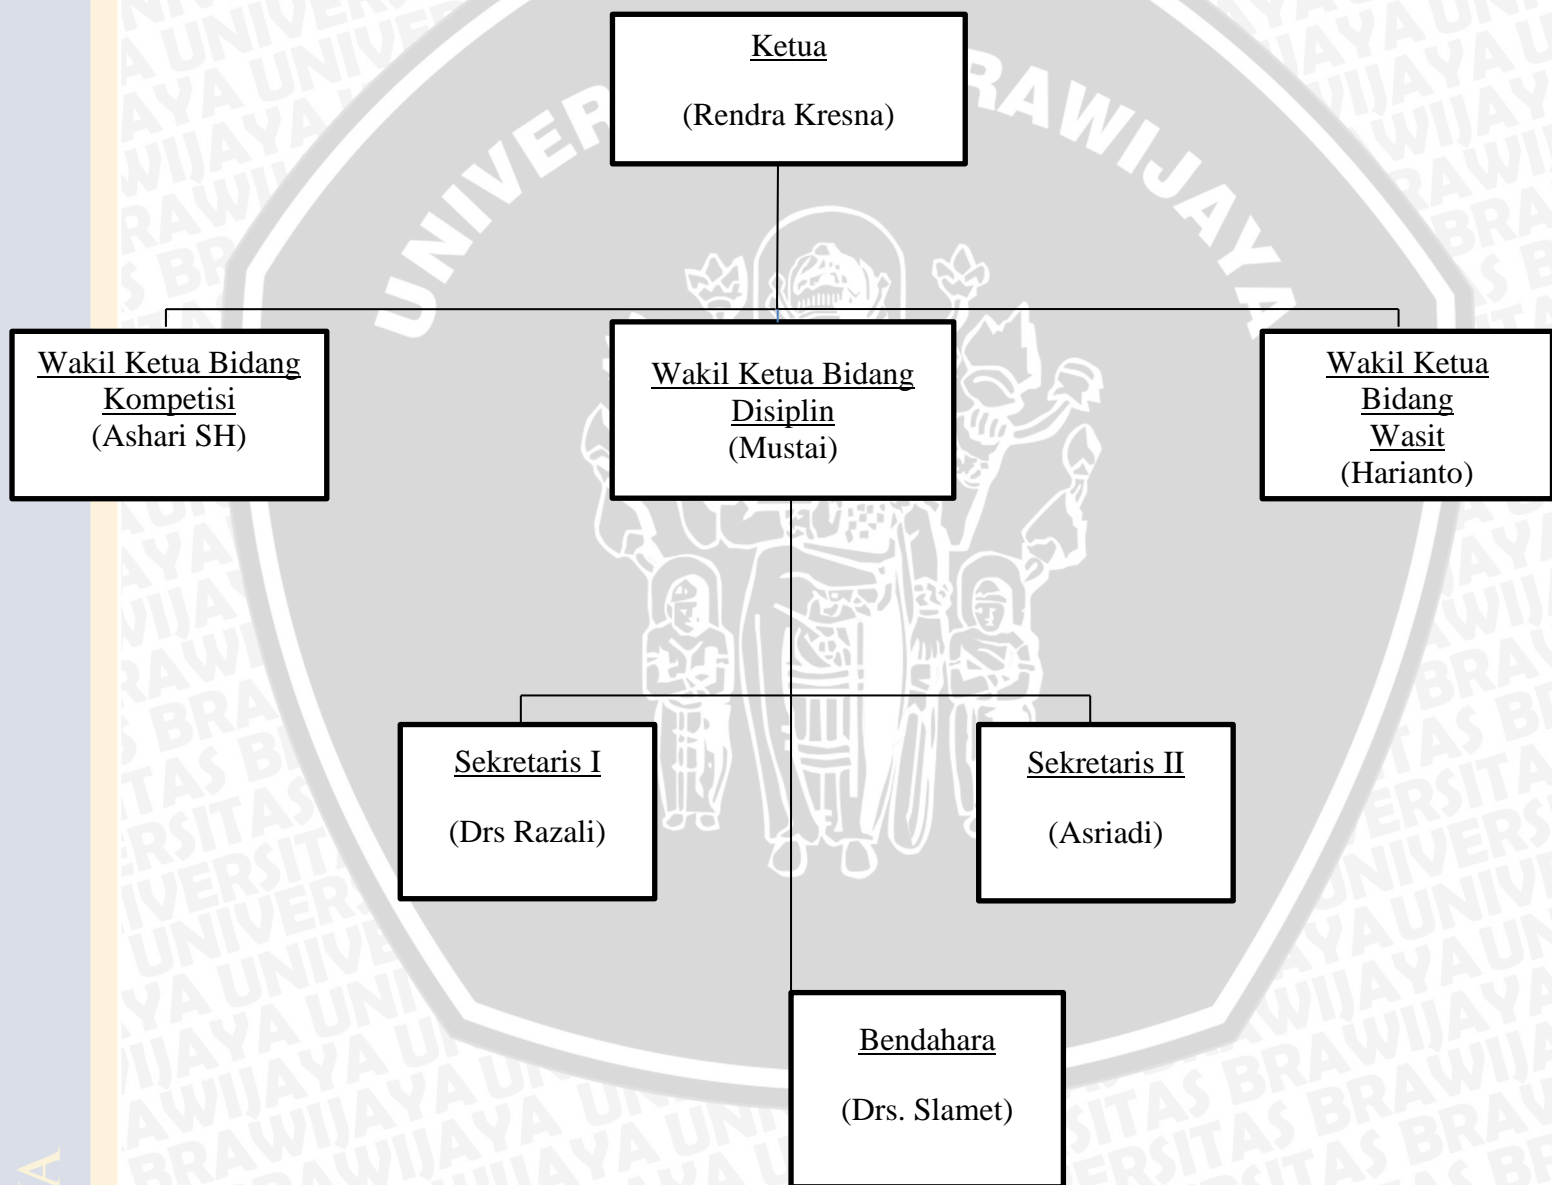 Ketua
(Rendra Kresna)
Wakil Ketua Bidang
Kompetisi
(Ashari SH)
Wakil Ketua Bidang
Disiplin
(Mustai)
Wakil Ketua
Bidang
Wasit
(Harianto)
Sekretaris I
(Drs Razali)
Sekretaris II
(Asriadi)
Bendahara
(Drs. Slamet)